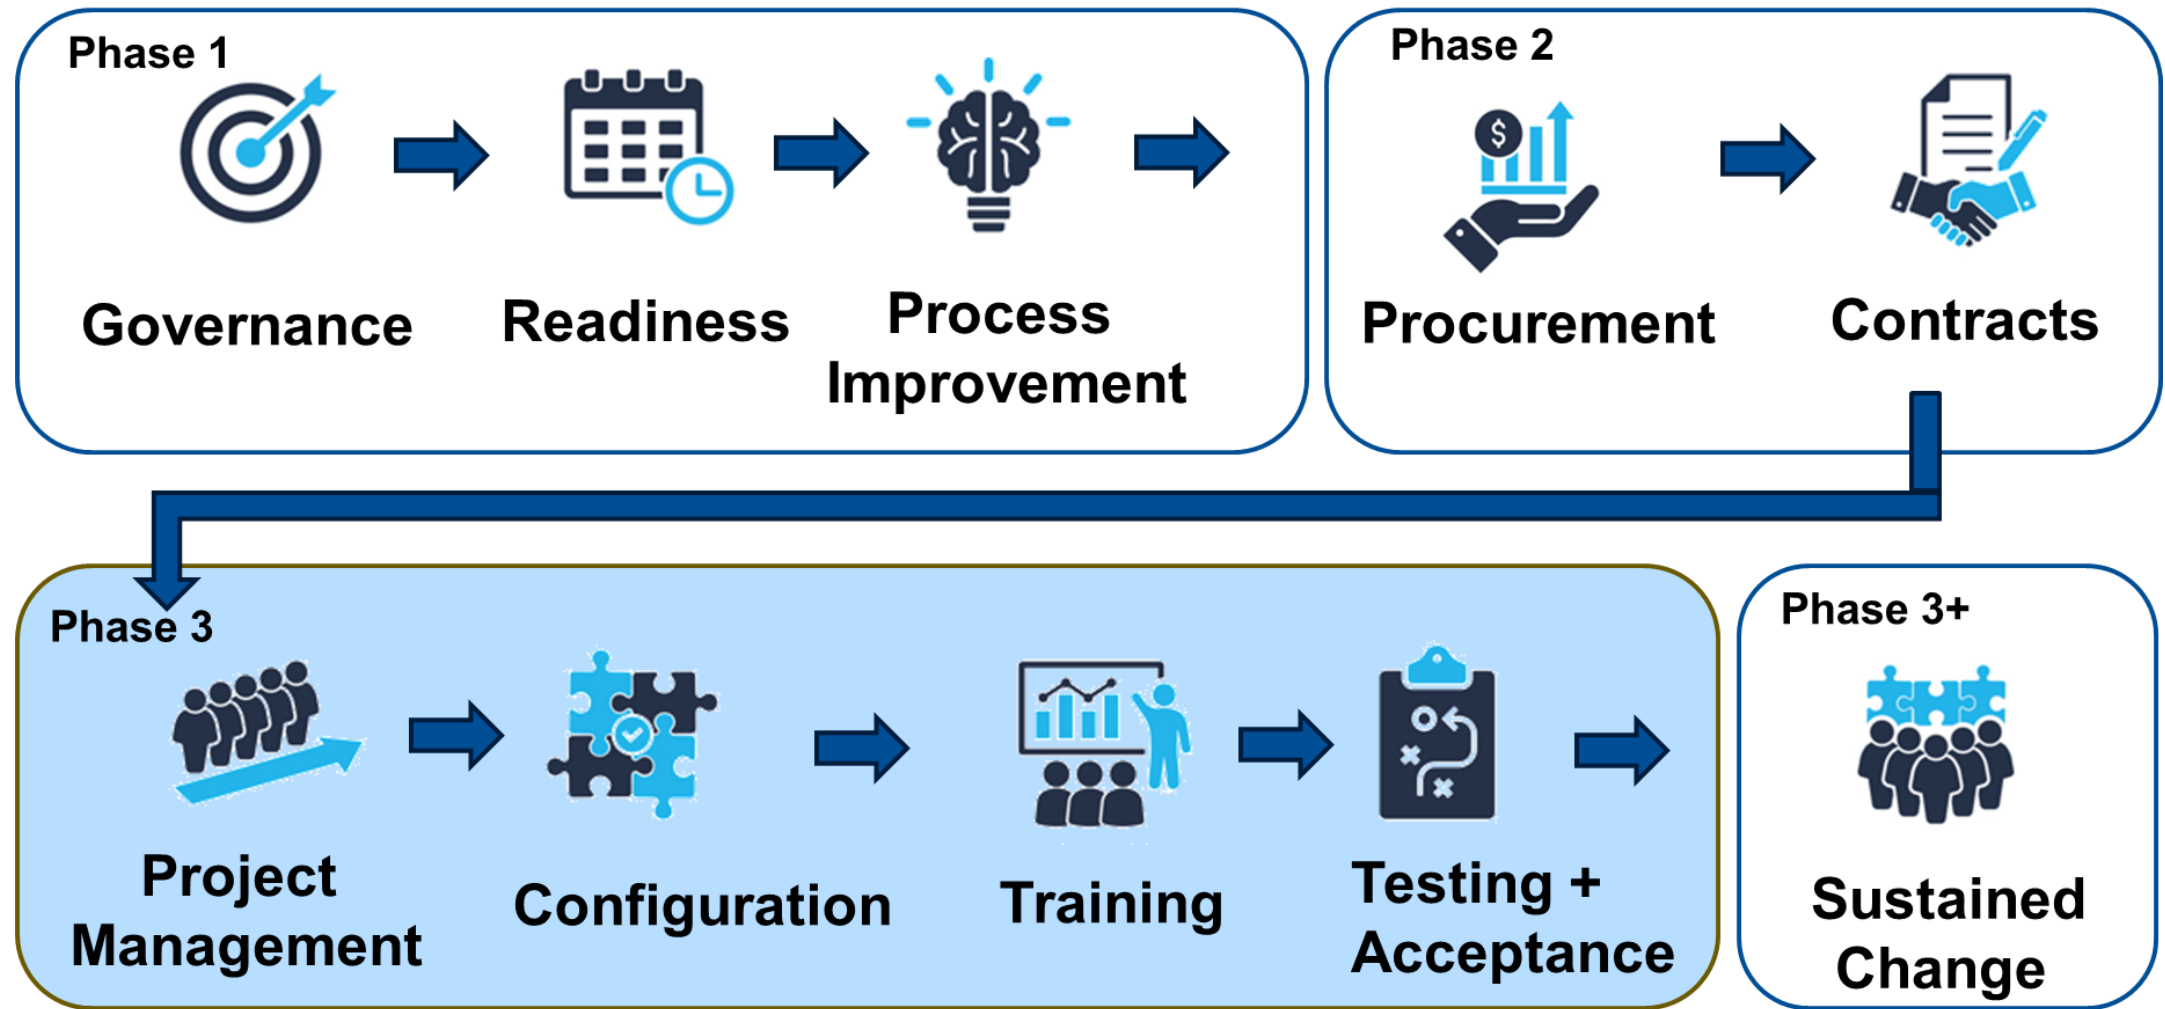 Phase 1
Governance
Readiness
Process
Improvement
Phase 2
$
Procurement
Contracts
Phase 3
Project
Management
Configuration
Training
Testing +
Acceptance
Phase 3+
Sustained
Change